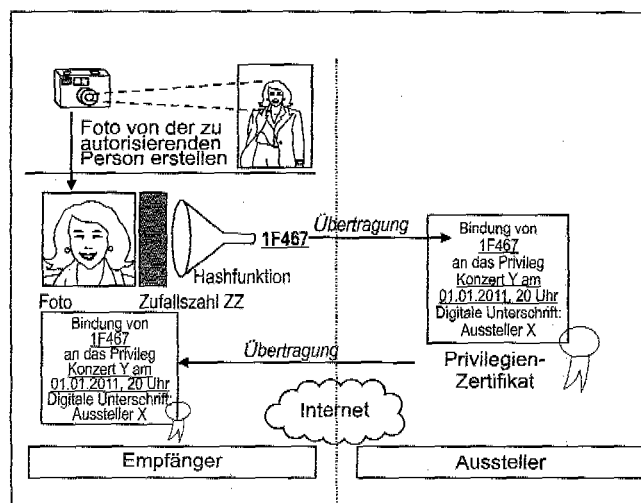 Foto von der zu
autorisierenden
Person erstellen
1F467
Übertragung
Hashfunktion
Foto
Zufallszahl ZZ
Bindung von
1F467
an das Privileg
Konzert Y am
01.01.2011, 20 Uhr
Digitale Unterschrift:
Aussteller X
Privilegien-
Zertifikat
Bindung von
1F467
an das Privileg
Konzert Y am
01.01.2011, 20 Uhr
Digitale Unterschrift:
Aussteller X
Übertragung
Internet
Empfänger
Aussteller